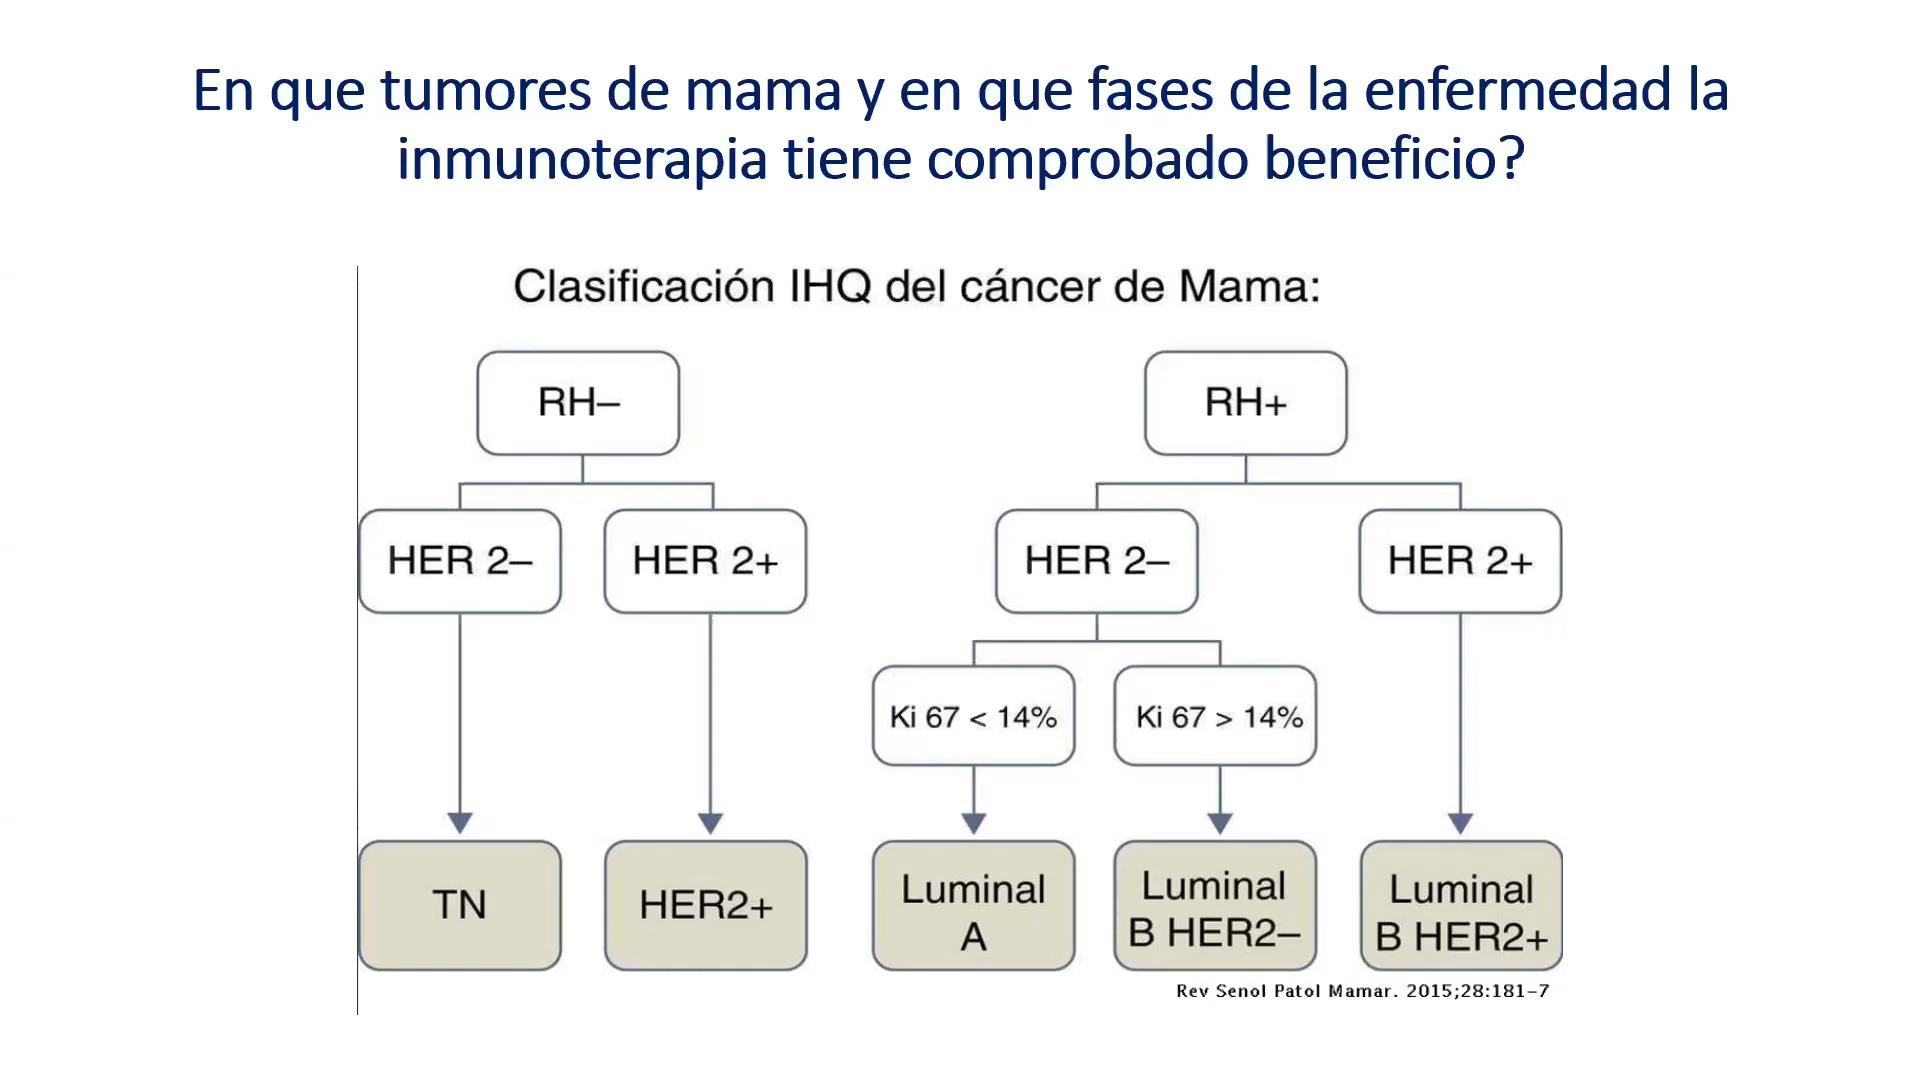 En que tumores de mama y en que fases de la enfermedad la
inmunoterapia tiene comprobado beneficio?
Clasificación IHQ del cáncer de Mama:
RH–
RH+
HER 2–
HER 2+
HER 2–
HER 2+
Ki 67 < 14%
Ki 67 > 14%
TN
HER2+
Luminal
A
Luminal
B HER2–
Luminal
B HER2+
Rev Senol Patol Mamar. 2015;28:181–7